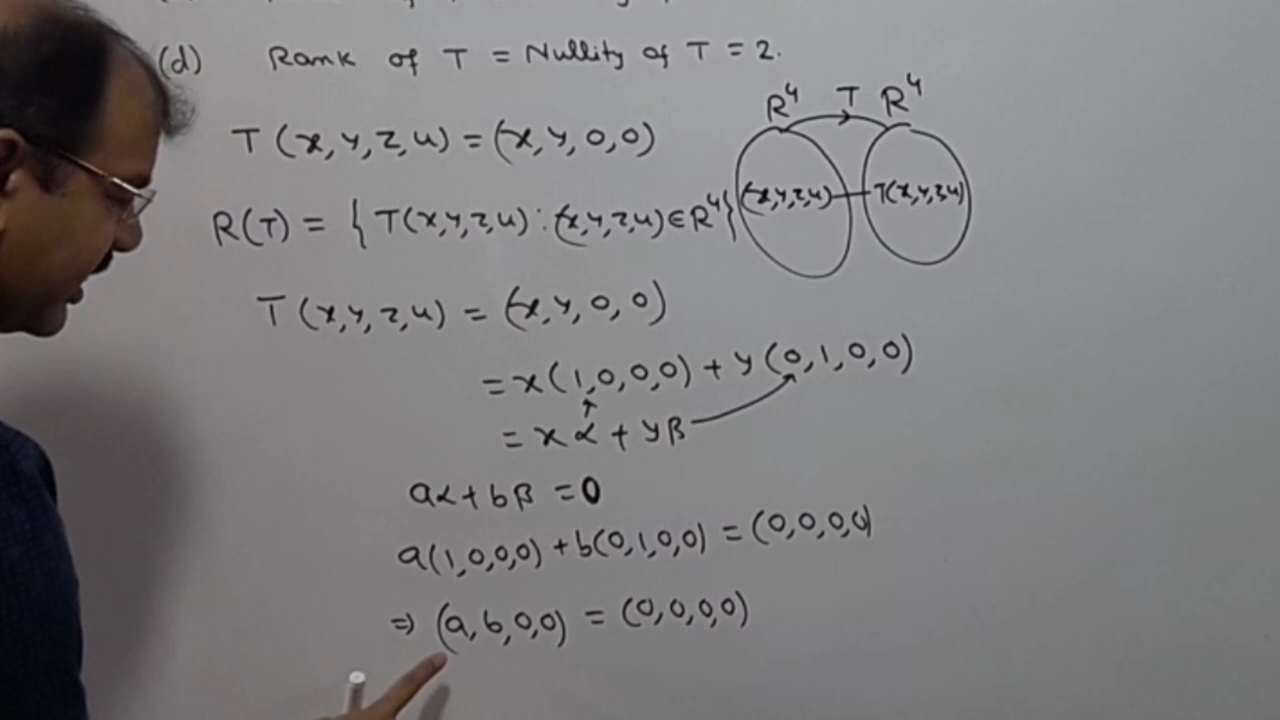 (d) Rank of T = Nullity of T = 2.
R⁴ T R⁴
T(x,y,z,u) = (x,y,0,0)
(x,y,z,u) T(x,y,z,u)
R(T) = { T(x,y,z,u) : (x,y,z,u) ∈ R⁴ }
T(x,y,z,u) = (x,y,0,0)
= x(1,0,0,0) + y(0,1,0,0)
= xα + yβ
aα + bβ = 0
a(1,0,0,0) + b(0,1,0,0) = (0,0,0,0)
⇒ (a,b,0,0) = (0,0,0,0)